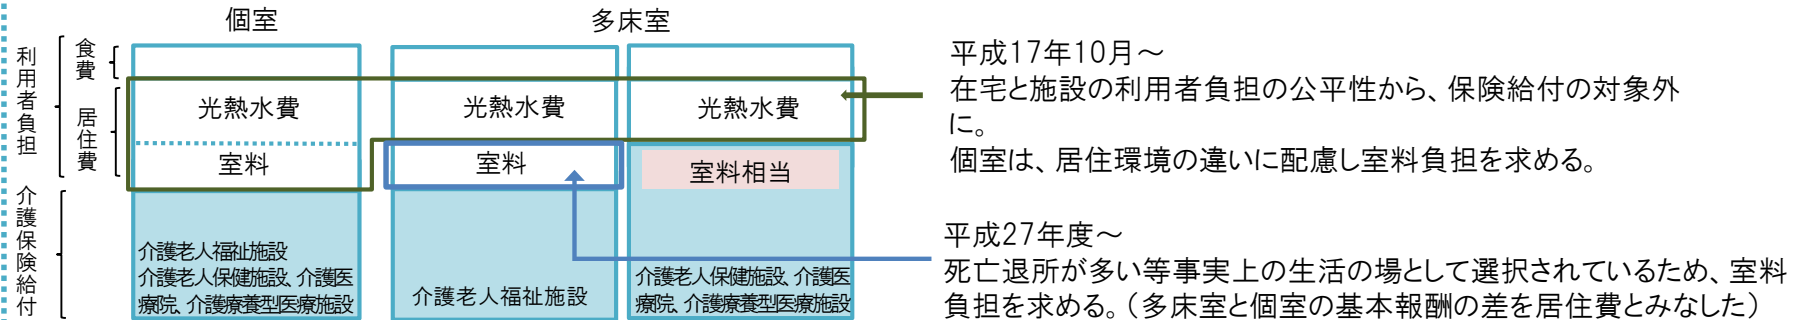 個室
多床室
利用者負担
食費
居住費
介護保険給付
光熱水費
室料
介護老人福祉施設
介護老人保健施設、介護医
療院、介護療養型医療施設
光熱水費
室料
介護老人福祉施設
光熱水費
室料相当
介護老人保健施設、介護医
療院、介護療養型医療施設
平成17年10月～
在宅と施設の利用者負担の公平性から、保険給付の対象外
に。
個室は、居住環境の違いに配慮し室料負担を求める。
平成27年度～
死亡退所が多い等事実上の生活の場として選択されているため、室料
負担を求める。（多床室と個室の基本報酬の差を居住費とみなした）